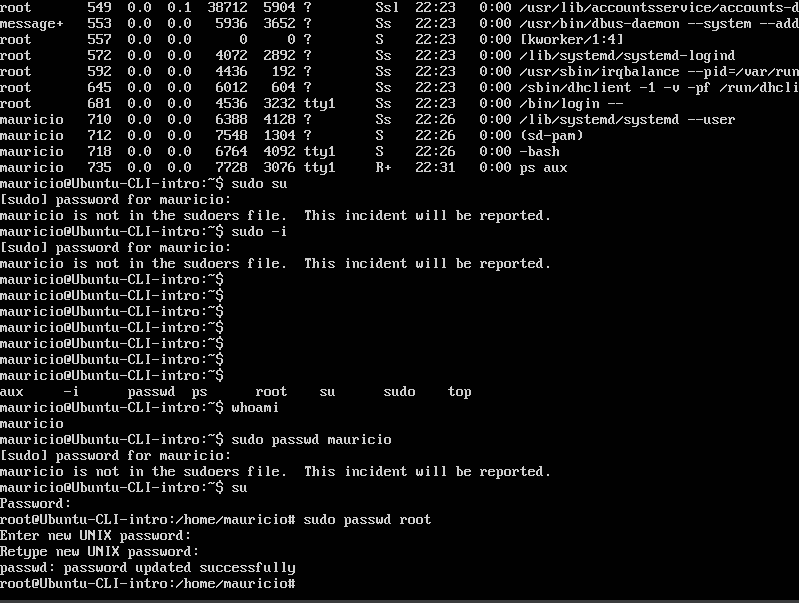 root       549  0.0  0.1  38712  5904 ?        Ssl  22:23   0:00 /usr/lib/accountsservice/accounts-d
message+   553  0.0  0.0   5936  3652 ?        Ss   22:23   0:00 /usr/bin/dbus-daemon --system --add
root       557  0.0  0.0      0     0 ?        S    22:23   0:00 [kworker/1:4]
root       572  0.0  0.0   4072  2892 ?        Ss   22:23   0:00 /lib/systemd/systemd-logind
root       592  0.0  0.0   4436   192 ?        Ss   22:23   0:00 /usr/sbin/irqbalance --pid=/var/run
root       645  0.0  0.0   6012   604 ?        Ss   22:23   0:00 /sbin/dhclient -1 -v -pf /run/dhcli
root       681  0.0  0.0   4536  3232 tty1     Ss   22:23   0:00 /bin/login --
mauricio   710  0.0  0.0   6388  4128 ?        Ss   22:26   0:00 /lib/systemd/systemd --user
mauricio   712  0.0  0.0   7548  1304 ?        S    22:26   0:00 (sd-pam)
mauricio   718  0.0  0.0   6764  4092 tty1     S    22:26   0:00 -bash
mauricio   735  0.0  0.0   7728  3076 tty1     R+   22:31   0:00 ps aux
mauricio@Ubuntu-CLI-intro:~$ sudo su
[sudo] password for mauricio:
mauricio is not in the sudoers file.  This incident will be reported.
mauricio@Ubuntu-CLI-intro:~$ sudo -i
[sudo] password for mauricio:
mauricio is not in the sudoers file.  This incident will be reported.
mauricio@Ubuntu-CLI-intro:~$
mauricio@Ubuntu-CLI-intro:~$
mauricio@Ubuntu-CLI-intro:~$
mauricio@Ubuntu-CLI-intro:~$
mauricio@Ubuntu-CLI-intro:~$
mauricio@Ubuntu-CLI-intro:~$
mauricio@Ubuntu-CLI-intro:~$
aux     -i      passwd  ps      root    su      sudo    top
mauricio@Ubuntu-CLI-intro:~$ whoami
mauricio
mauricio@Ubuntu-CLI-intro:~$ sudo passwd mauricio
[sudo] password for mauricio:
mauricio is not in the sudoers file.  This incident will be reported.
mauricio@Ubuntu-CLI-intro:~$ su
Password:
root@Ubuntu-CLI-intro:/home/mauricio# sudo passwd root
Enter new UNIX password:
Retype new UNIX password:
passwd: password updated successfully
root@Ubuntu-CLI-intro:/home/mauricio#